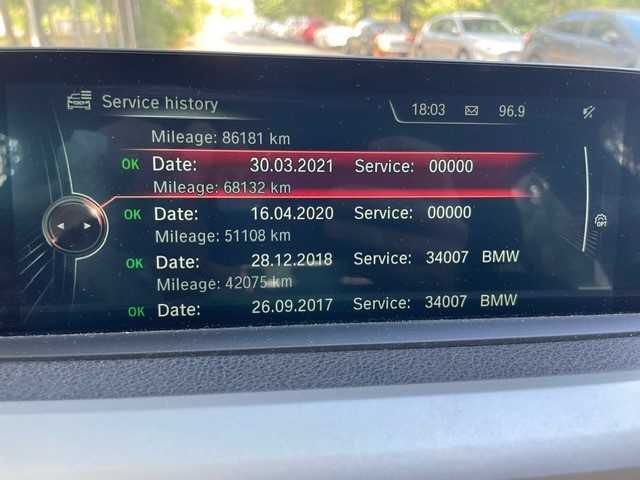 Service history 18:03 96.9
Mileage: 86181 km
OK Date: 30.03.2021 Service: 00000
Mileage: 68132 km
OK Date: 16.04.2020 Service: 00000
Mileage: 51108 km
OK Date: 28.12.2018 Service: 34007 BMW
Mileage: 42075 km
OK Date: 26.09.2017 Service: 34007 BMW
OPT